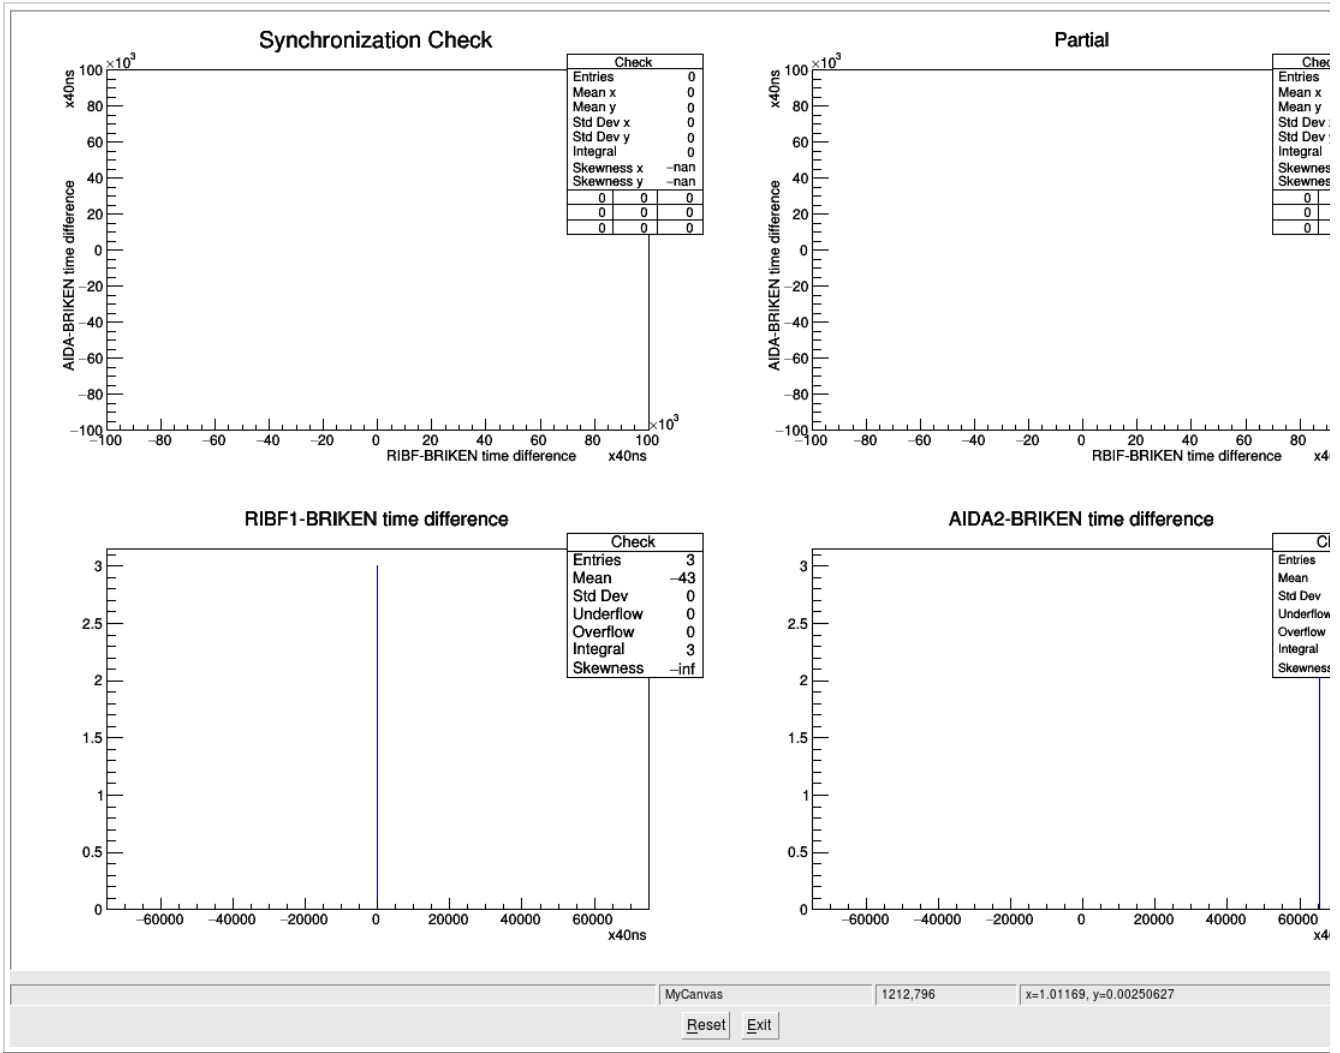 Synchronization Check
×10³
x40ns
AIDA-BRIKEN time difference
100
80
60
40
20
0
−20
−40
−60
−80
−100
Check
Entries 0
Mean x 0
Mean y 0
Std Dev x 0
Std Dev y 0
Integral 0
Skewness x −nan
Skewness y −nan
0 0 0
0 0 0
0 0 0
−100 −80 −60 −40 −20 0 20 40 60 80 100
×10³
RIBF-BRIKEN time difference x40ns
Partial
×10³
x40ns
AIDA-BRIKEN time difference
100
80
60
40
20
0
−20
−40
−60
−80
−100
Chec
Entries
Mean x
Mean y
Std Dev
Std Dev
Integral
Skewnes
Skewnes
0
0
0
−100 −80 −60 −40 −20 0 20 40 60 80
RBIF-BRIKEN time difference x4
RIBF1-BRIKEN time difference
3
2.5
2
1.5
1
0.5
0
Check
Entries 3
Mean −43
Std Dev 0
Underflow 0
Overflow 0
Integral 3
Skewness −inf
−60000 −40000 −20000 0 20000 40000 60000
x40ns
AIDA2-BRIKEN time difference
3
2.5
2
1.5
1
0.5
0
Entries
Mean
Std Dev
Underflow
Overflow
Integral
Skewness
−60000 −40000 −20000 0 20000 40000 60000
x4
MyCanvas 1212,796 x=1.01169, y=0.00250627
Reset Exit